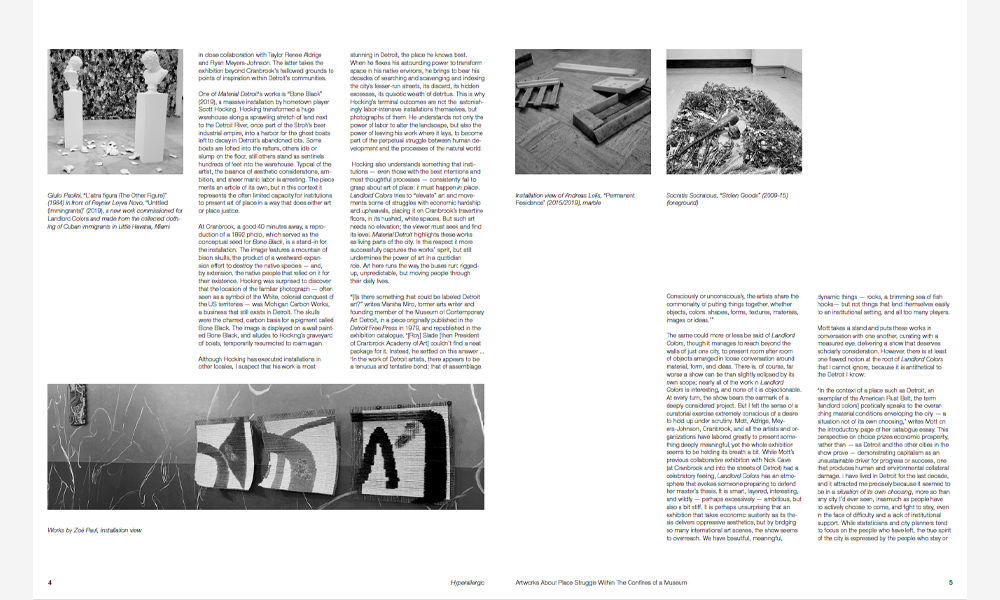 Giulio Paolini, "L'altra figura (The Other Figure)"
(1984) in front of Reynier Leyva Novo, "Untitled
(Immigrants)" (2019), a new work commissioned for
Landlord Colors and made from the collected cloth-
ing of Cuban immigrants in Little Havana, Miami
in close collaboration with Taylor Renee Aldridge
and Ryan Meyers-Johnson. The latter takes the
exhibition beyond Cranbrook's hallowed grounds to
points of inspiration within Detroit's communities.
One of Material Detroit's works is "Bone Black"
(2019), a massive installation by hometown player
Scott Hocking. Hocking transformed a huge
warehouse along a sprawling stretch of land next
to the Detroit River, once part of the Stroh's beer
industrial empire, into a harbor for the ghost boats
left to decay in Detroit's abandoned lots. Some
boats are lofted into the rafters, others idle or
slump on the floor, still others stand as sentinels
hundreds of feet into the warehouse. Typical of the
artist, the balance of aesthetic considerations, am-
bition, and sheer manic labor is arresting. The piece
merits an article of its own, but in this context it
represents the often limited capacity for institutions
to present art of place in a way that does either art
or place justice.
At Cranbrook, a good 40 minutes away, a repro-
duction of a 1892 photo, which served as the
conceptual seed for Bone Black, is a stand-in for
the installation. The image features a mountain of
bison skulls, the product of a westward-expan-
sion effort to destroy the native species — and,
by extension, the native people that relied on it for
their existence. Hocking was surprised to discover
that the location of the familiar photograph — often
seen as a symbol of the White, colonial conquest of
the US territories — was Michigan Carbon Works,
a business that still exists in Detroit. The skulls
were the charred, carbon basis for a pigment called
Bone Black. The image is displayed on a wall paint-
ed Bone Black, and alludes to Hocking's graveyard
of boats, temporarily resurrected to roam again.
Although Hocking has executed installations in
other locales, I suspect that his work is most
stunning in Detroit, the place he knows best.
When he flexes his astounding power to transform
space in his native environs, he brings to bear his
decades of searching and scavenging and indexing
the city's lesser-run streets, its discard, its hidden
excesses, its quixotic wealth of detritus. This is why
Hocking's terminal outcomes are not the astonish-
ingly labor-intensive installations themselves, but
photographs of them. He understands not only the
power of labor to alter the landscape, but also the
power of leaving his work where it lays, to become
part of the perpetual struggle between human de-
velopment and the processes of the natural world.
Hocking also understands something that insti-
tutions — even those with the best intentions and
most thoughtful processes — consistently fail to
grasp about art of place: it must happen in place.
Landlord Colors tries to "elevate" art and move-
ments borne of struggles with economic hardship
and upheavals, placing it on Cranbrook's travertine
floors, in its hushed, white spaces. But such art
needs no elevation; the viewer must seek and find
its level. Material Detroit highlights these works
as living parts of the city. In this respect it more
successfully captures the works' spirit, but still
undermines the power of art in a quotidian
role. Art here runs the way the buses run: rigged-
up, unpredictable, but moving people through
their daily lives.
"[I]s there something that could be labeled Detroit
art?" writes Marsha Miro, former arts writer and
founding member of the Museum of Contemporary
Art Detroit, in a piece originally published in the
Detroit Free Press in 1979, and republished in the
exhibition catalogue. "[Roy] Slade [then President
of Cranbrook Academy of Art] couldn't find a neat
package for it. Instead, he settled on this answer ...
'In the work of Detroit artists, there appears to be
a tenuous and tentative bond: that of assemblage.
Works by Zoë Paul, installation view
4
Hyperallergic
Installation view of Andreas Lolis, "Permanent
Residence" (2015/2019), marble
Socratis Socratous, "Stolen Goods" (2009-15)
(foreground)
Consciously or unconsciously, the artists share the
commonality of putting things together, whether
objects, colors, shapes, forms, textures, materials,
images or ideas.'"
The same could more or less be said of Landlord
Colors, though it manages to reach beyond the
walls of just one city, to present room after room
of objects arranged in loose conversation around
material, form, and ideas. There is, of course, far
worse a show can be than slightly eclipsed by its
own scope; nearly all of the work in Landlord
Colors is interesting, and none of it is objectionable.
At every turn, the show bears the earmark of a
deeply considered project. But I felt the sense of a
curatorial exercise extremely conscious of a desire
to hold up under scrutiny. Mott, Aldridge, Mey-
ers-Johnson, Cranbrook, and all the artists and or-
ganizations have labored greatly to present some-
thing deeply meaningful, yet the whole exhibition
seems to be holding its breath a bit. While Mott's
previous collaborative exhibition with Nick Cave
(at Cranbrook and into the streets of Detroit) had a
celebratory feeling, Landlord Colors has an atmo-
sphere that evokes someone preparing to defend
her master's thesis. It is smart, layered, interesting,
and wildly — perhaps excessively — ambitious, but
also a bit stiff. It is perhaps unsurprising that an
exhibition that takes economic austerity as its the-
sis delivers oppressive aesthetics, but by bridging
so many international art scenes, the show seems
to overreach. We have beautiful, meaningful,
dynamic things — rocks, a brimming sea of fish
hooks — but not things that lend themselves easily
to an institutional setting, and all too many players.
Mott takes a stand and puts these works in
conversation with one another, curating with a
measured eye, delivering a show that deserves
scholarly consideration. However, there is at least
one flawed notion at the root of Landlord Colors
that I cannot ignore, because it is antithetical to
the Detroit I know:
"In the context of a place such as Detroit, an
exemplar of the American Rust Belt, the term
[landlord colors] poetically speaks to the overar-
ching material conditions enveloping the city — a
situation not of its own choosing," writes Mott on
the introductory page of her catalogue essay. This
perspective on choice prizes economic prosperity,
rather than — as Detroit and the other cities in the
show prove — demonstrating capitalism as an
unsustainable driver for progress or success, one
that produces human and environmental collateral
damage. I have lived in Detroit for the last decade,
and it attracted me precisely because it seemed to
be in a situation of its own choosing, more so than
any city I'd ever seen, inasmuch as people have
to actively choose to come, and fight to stay, even
in the face of difficulty and a lack of institutional
support. While statisticians and city planners tend
to focus on the people who have left, the true spirit
of the city is expressed by the people who stay or
Artworks About Place Struggle Within The Confines of a Museum
5